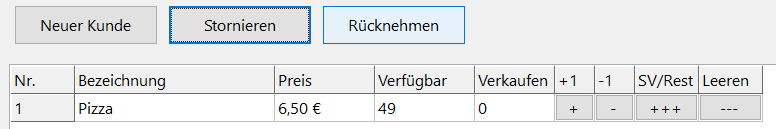 Neuer Kunde Stornieren Rücknehmen
Nr. Bezeichnung Preis Verfügbar Verkaufen +1 -1 SV/Rest Leeren
1 Pizza 6,50 € 49 0 + - +++ ---